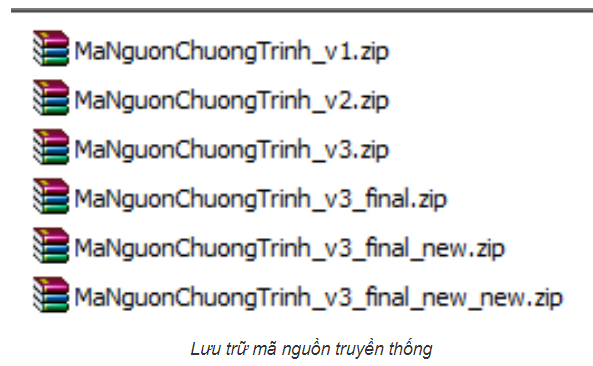 MaNguonChuongTrinh_v1.zip
MaNguonChuongTrinh_v2.zip
MaNguonChuongTrinh_v3.zip
MaNguonChuongTrinh_v3_final.zip
MaNguonChuongTrinh_v3_final_new.zip
MaNguonChuongTrinh_v3_final_new_new.zip
Lưu trữ mã nguồn truyền thống